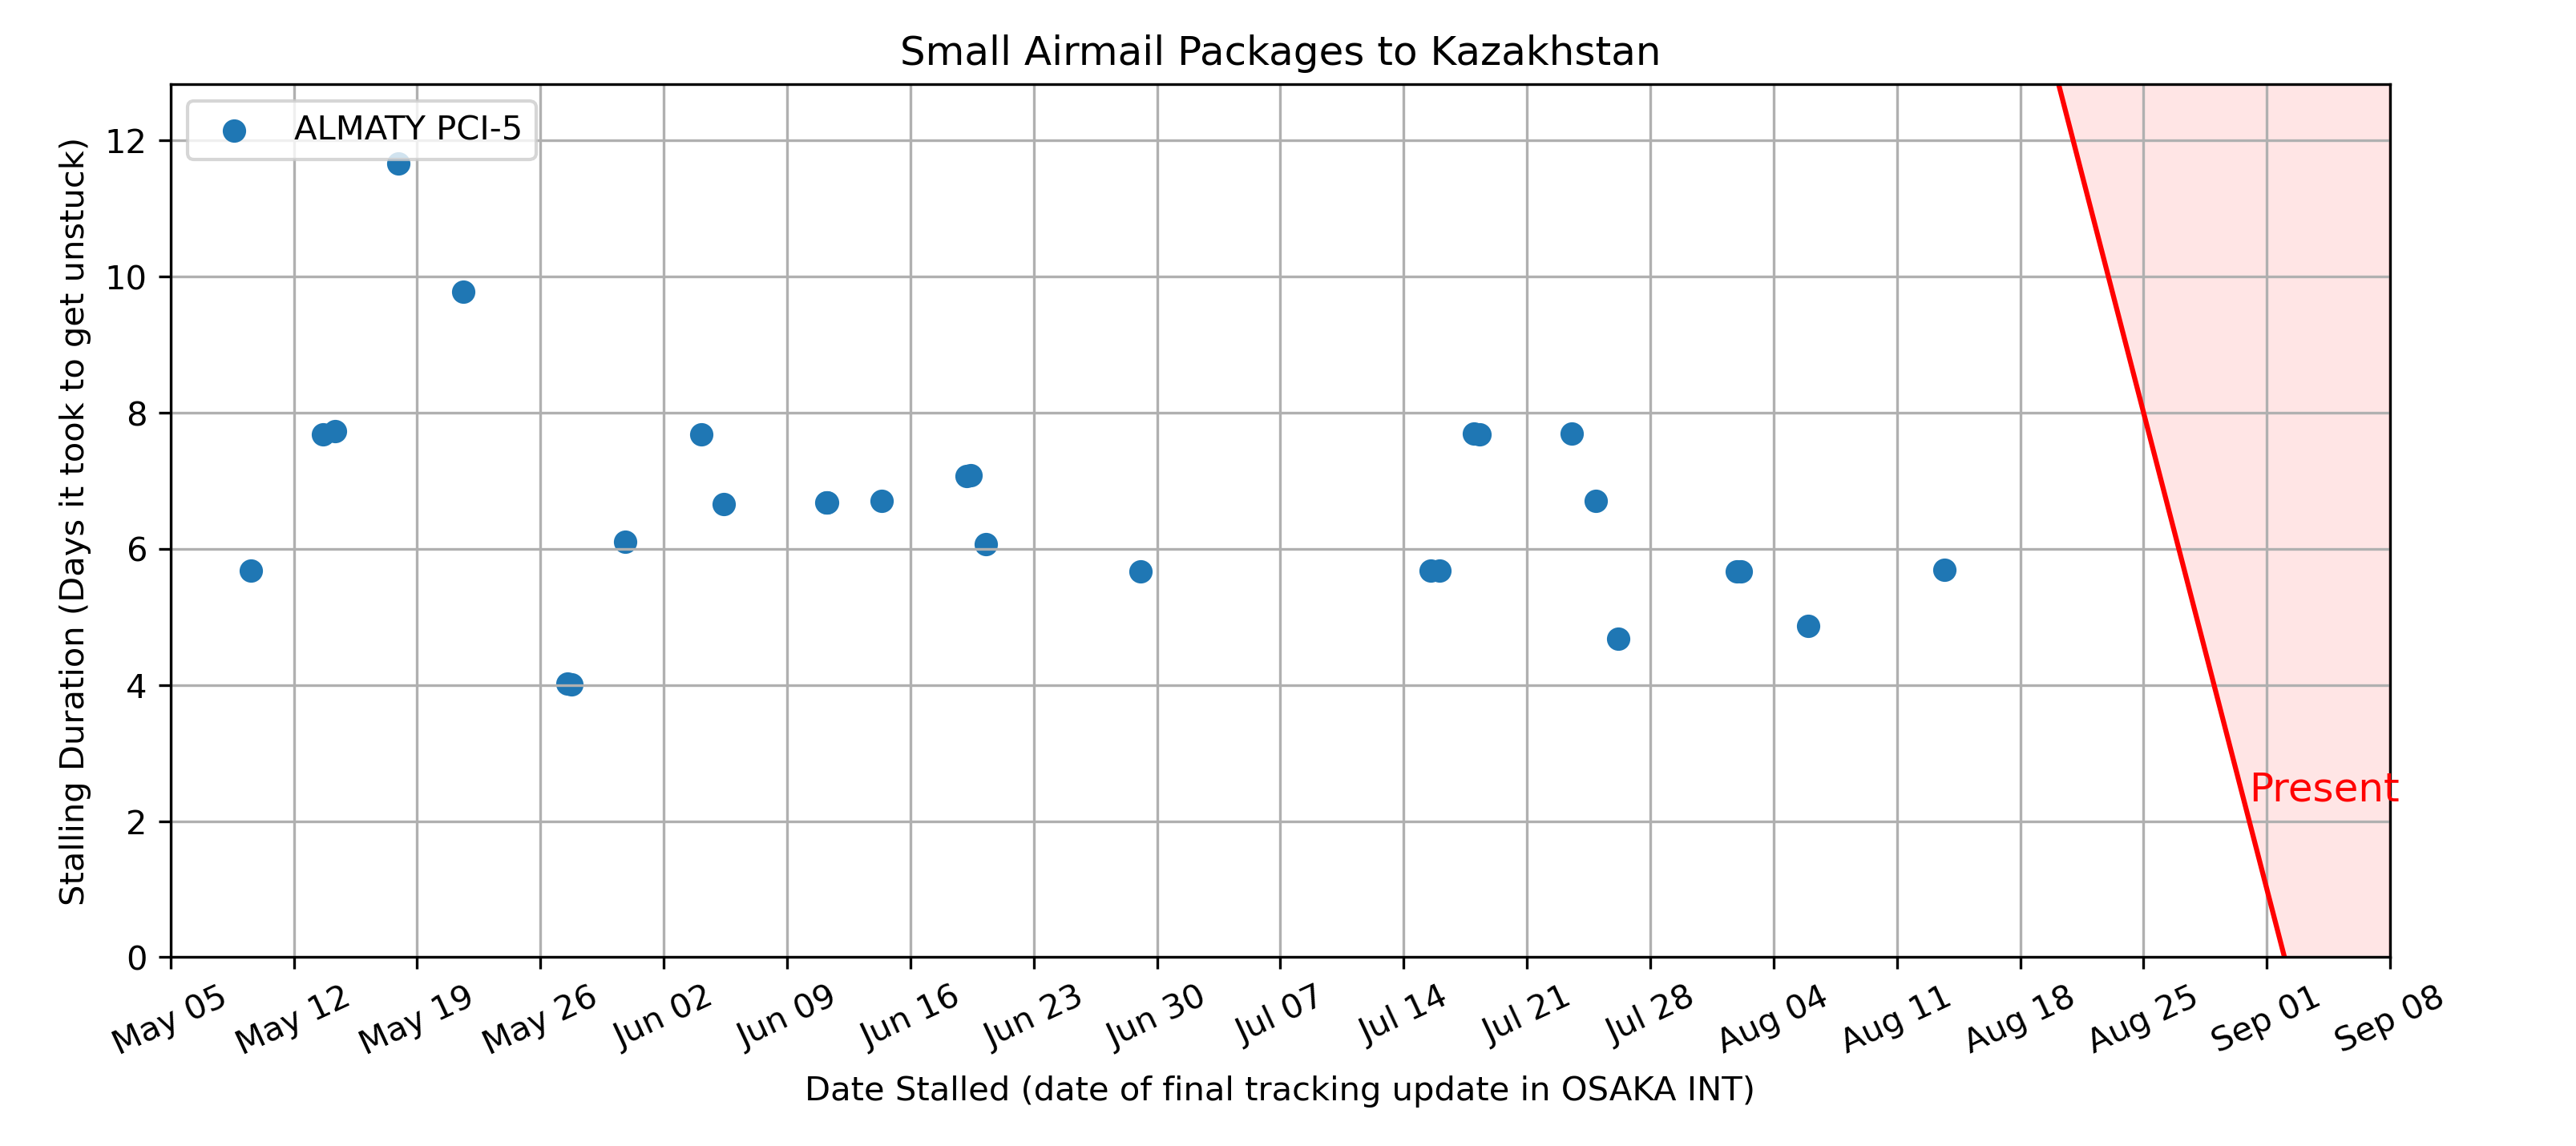 Small Airmail Packages to Kazakhstan
ALMATY PCI-5
Stalling Duration (Days it took to get unstuck)
12
10
8
6
4
2
0
Present
May 05
May 12
May 19
May 26
Jun 02
Jun 09
Jun 16
Jun 23
Jun 30
Jul 07
Jul 14
Jul 21
Jul 28
Aug 04
Aug 11
Aug 18
Aug 25
Sep 01
Sep 08
Date Stalled (date of final tracking update in OSAKA INT)